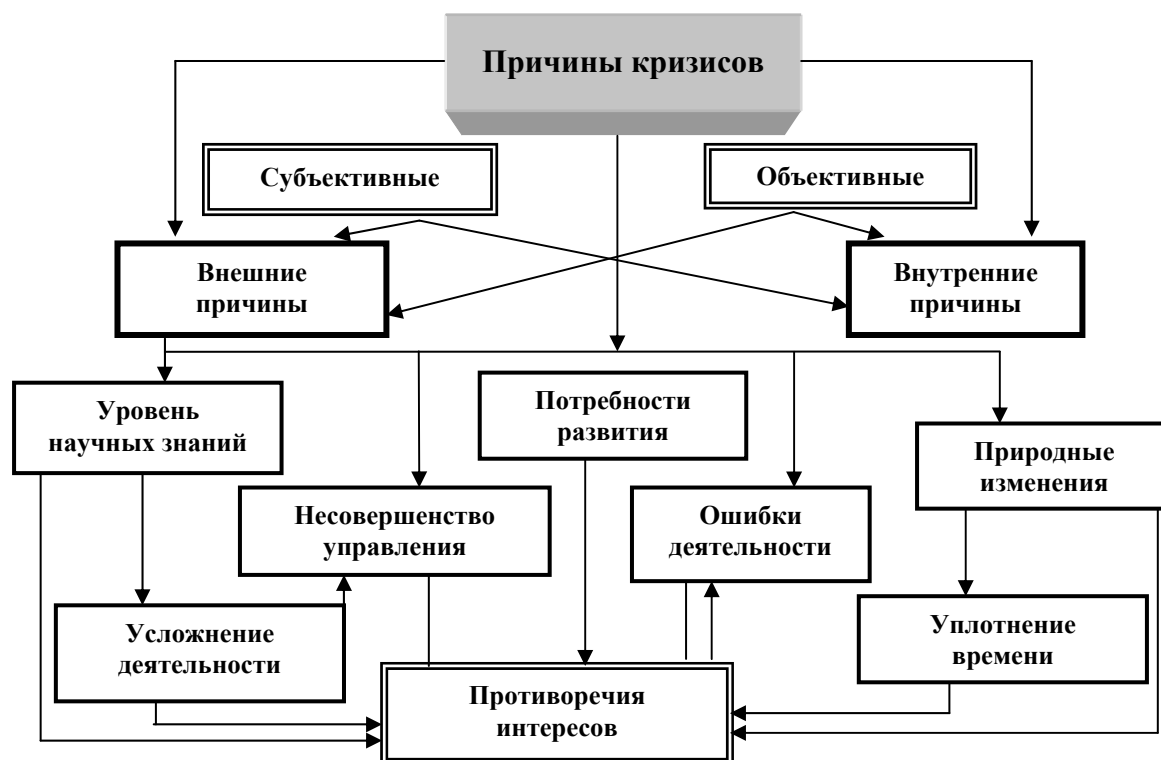 Причины кризисов
Субъективные
Объективные
Внешние
причины
Внутренние
причины
Уровень
научных знаний
Потребности
развития
Природные
изменения
Несовершенство
управления
Ошибки
деятельности
Усложнение
деятельности
Уплотнение
времени
Противоречия
интересов